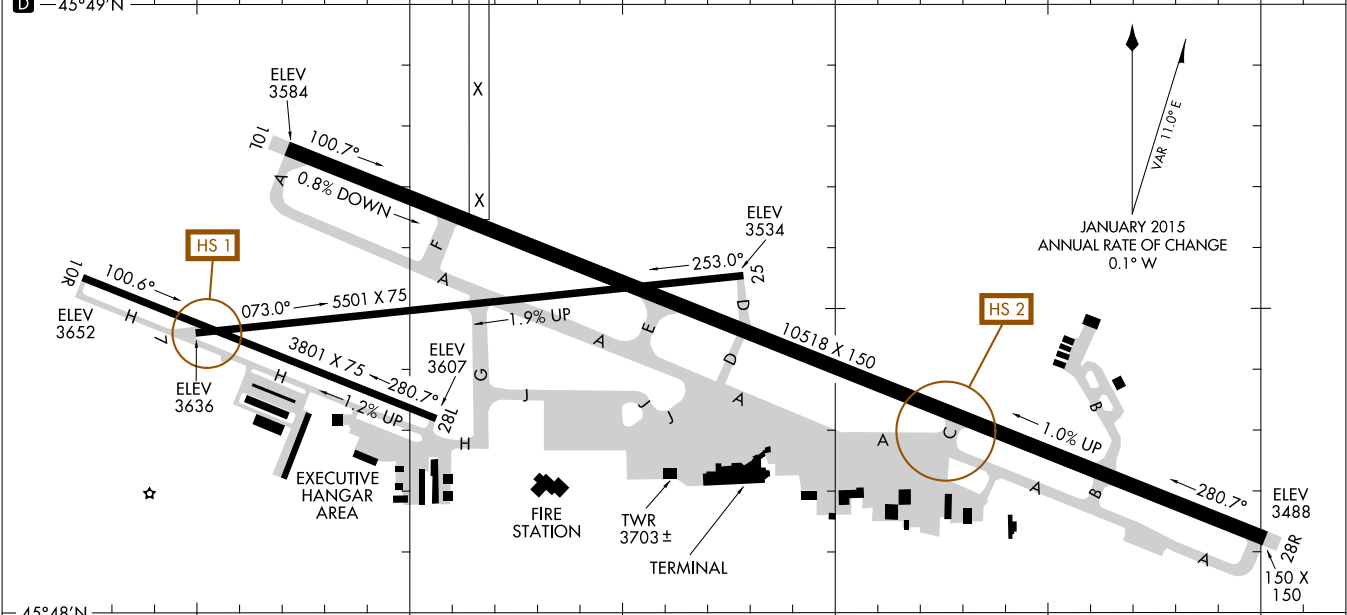 D 45°49'N
X
X
ELEV
3584
10L
100.7°
0.8% DOWN
A
F
A
VAR 11.0° E
JANUARY 2015
ANNUAL RATE OF CHANGE
0.1° W
ELEV
3534
253.0°
25
HS 1
10R
100.6°
073.0°
5501 X 75
ELEV
3652
H
7
1.9% UP
A
E
D
D
10518 X 150
HS 2
3801 X 75
280.7°
ELEV
3607
28L
ELEV
3636
H
1.2% UP
G
J
J
J
A
H
A
C
1.0% UP
B
B
A
280.7°
ELEV
3488
28R
A
150 X
150
EXECUTIVE
HANGAR
AREA
FIRE
STATION
TWR
3703 ±
TERMINAL
45°48'N